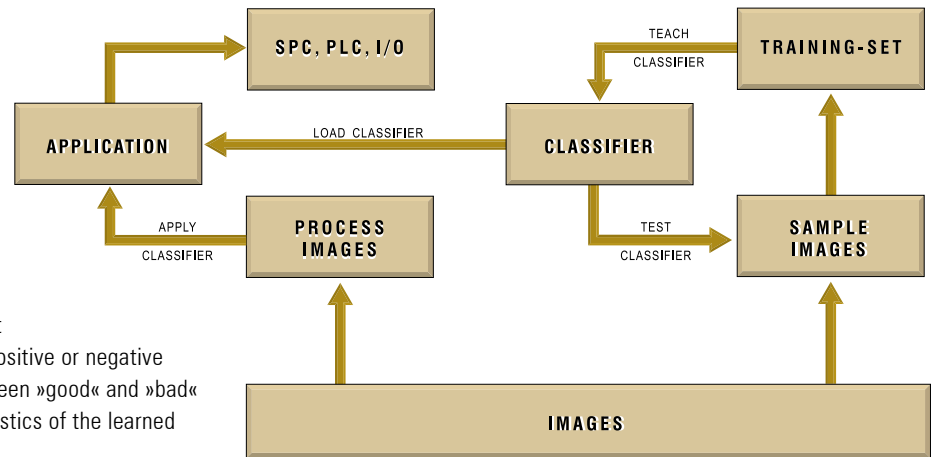 SPC, PLC, I/O
TEACH
CLASSIFIER
TRAINING-SET
APPLICATION
LOAD CLASSIFIER
CLASSIFIER
APPLY
CLASSIFIER
PROCESS
IMAGES
TEST
CLASSIFIER
SAMPLE
IMAGES
ositive or negative
een »good« and »bad«
stics of the learned
IMAGES